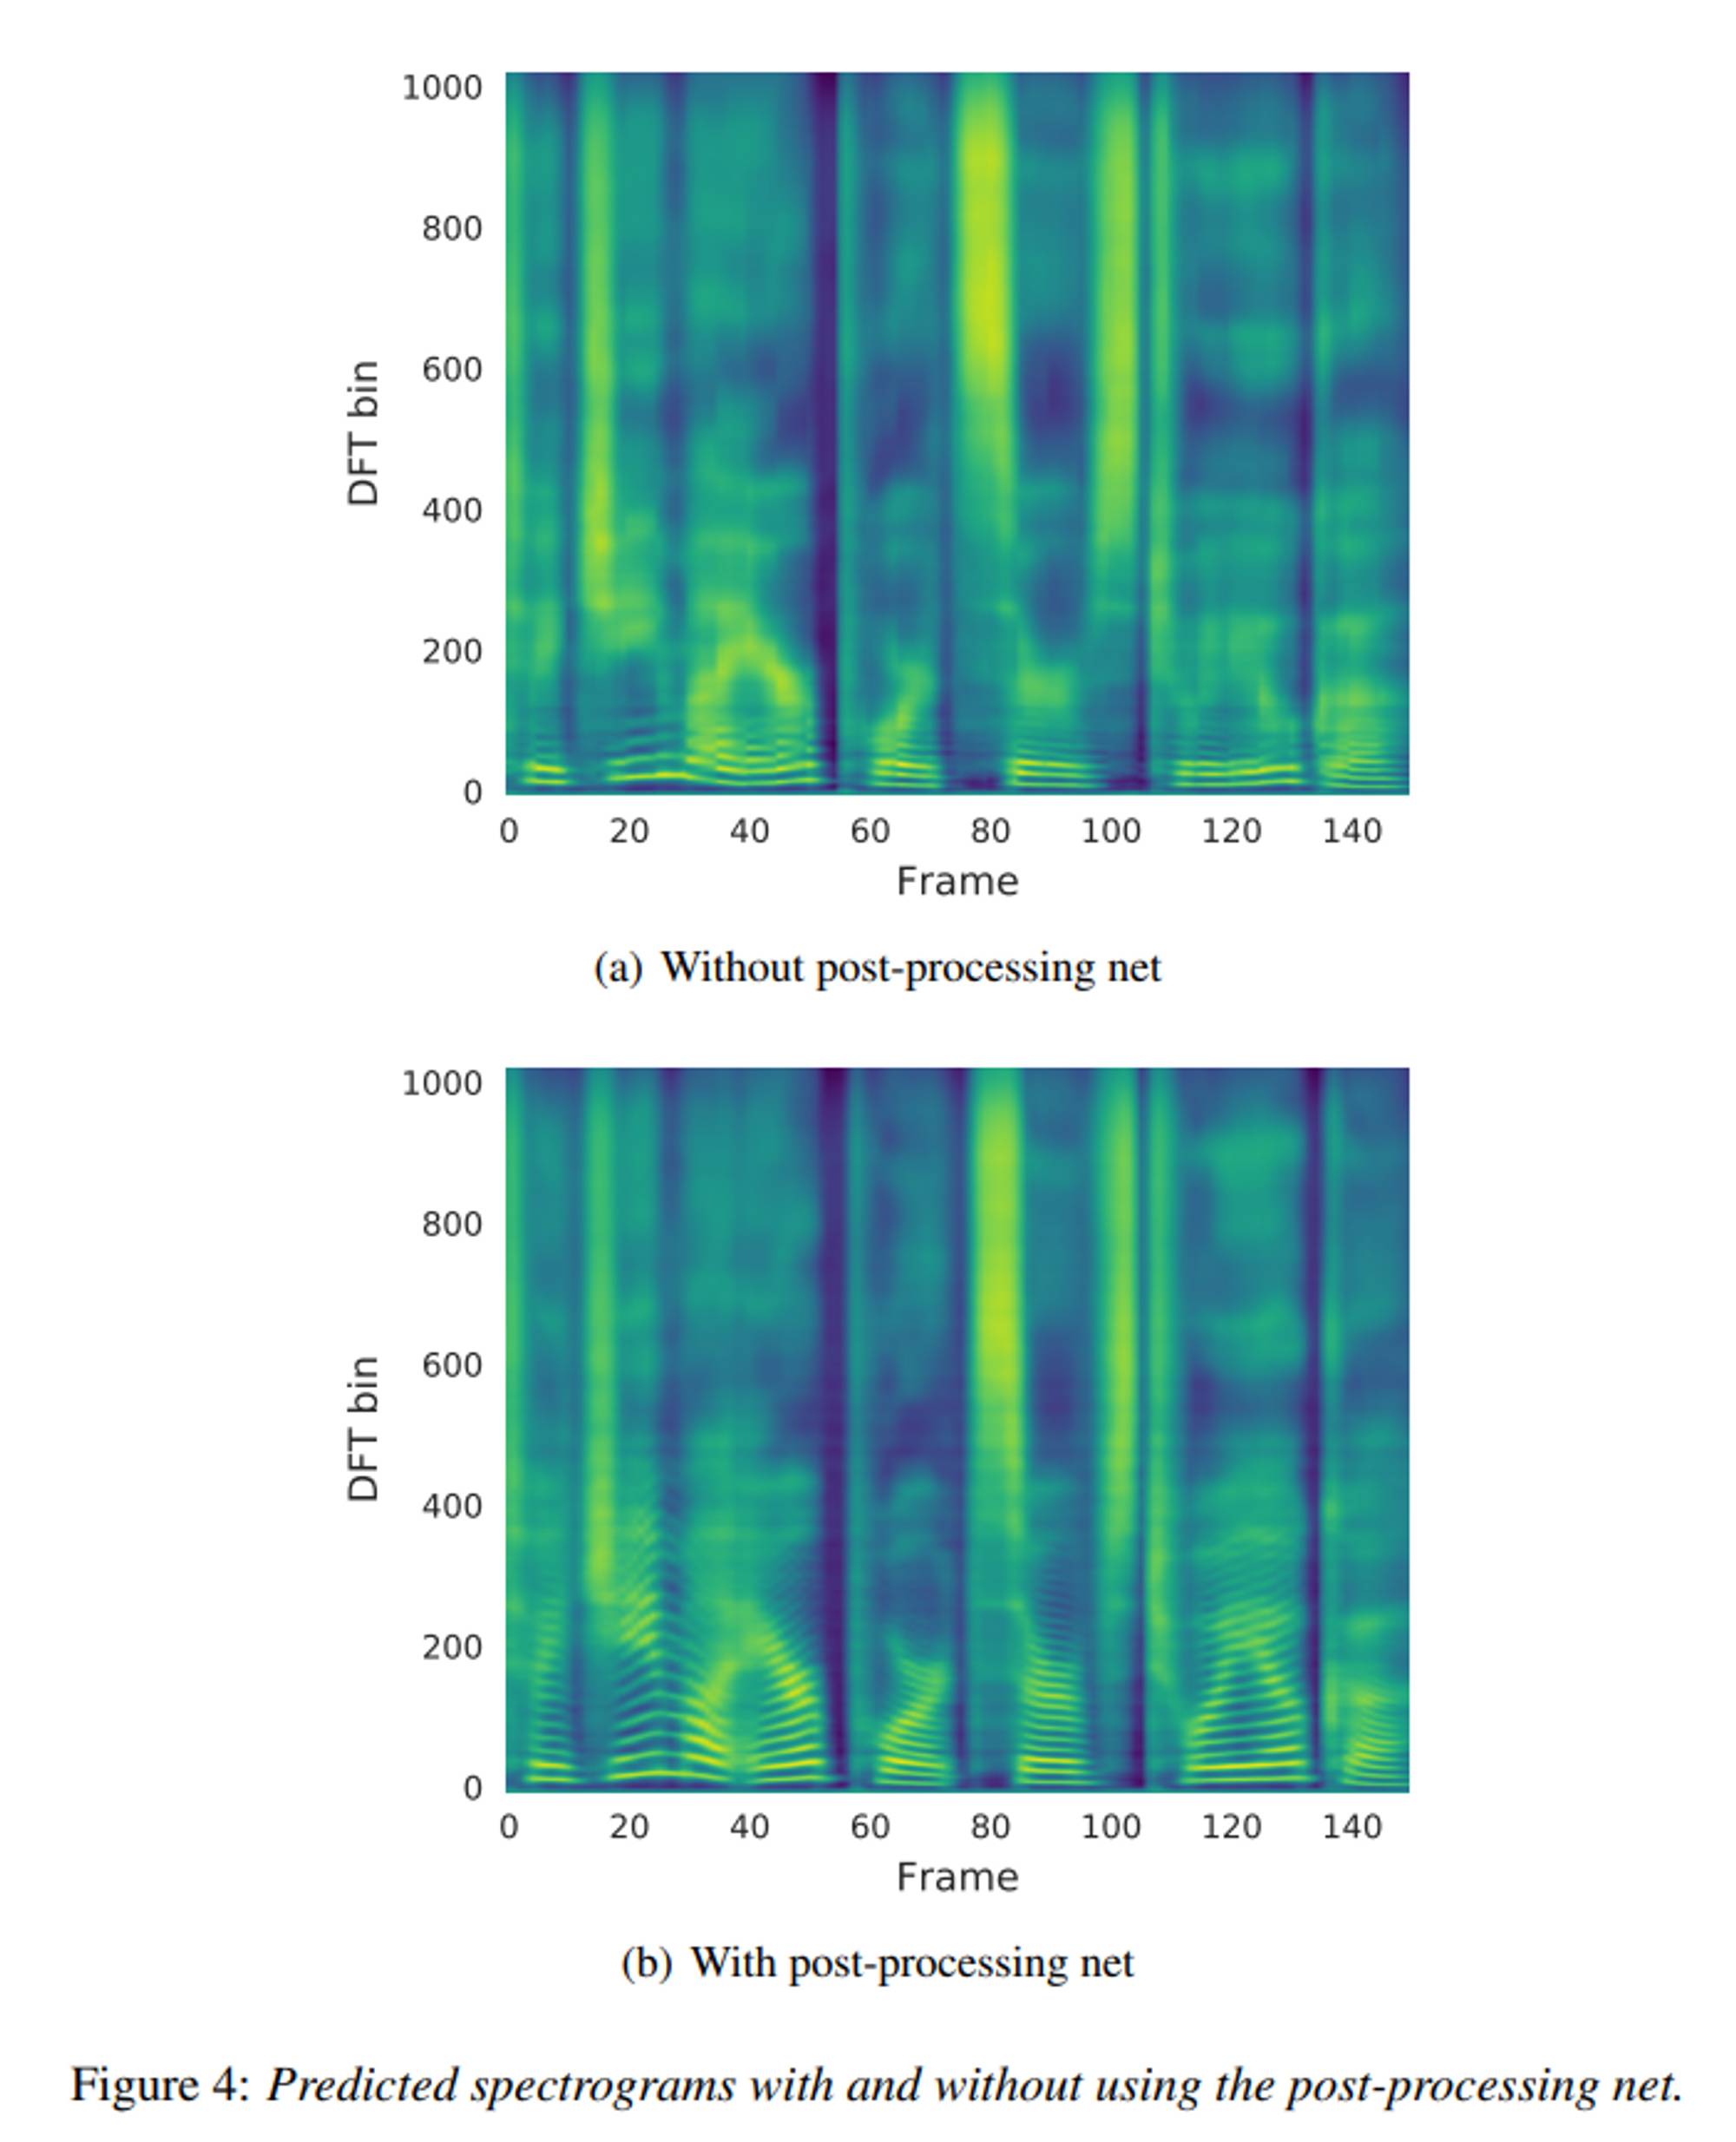 1000
800
600
400
200
0
DFT bin
0 20 40 60 80 100 120 140
Frame
(a) Without post-processing net
1000
800
600
400
200
0
DFT bin
0 20 40 60 80 100 120 140
Frame
(b) With post-processing net
Figure 4: Predicted spectrograms with and without using the post-processing net.